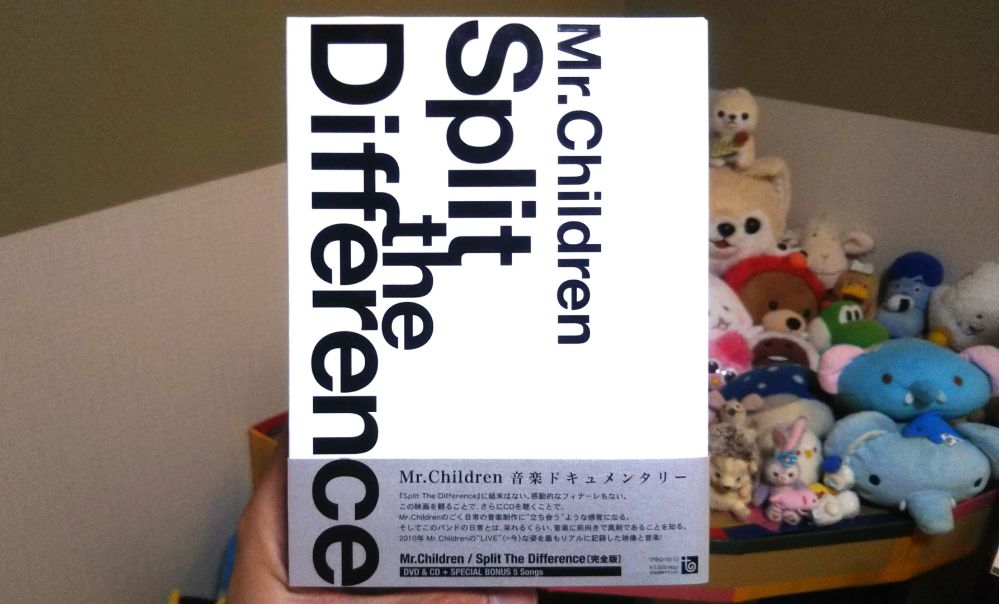 Mr.Children
Split
the
Difference
Mr.Children 音楽ドキュメンタリー
『Split The Difference』に結末はない。感動的なフィナーレもない。
この映画を観ることで、さらにCDを聴くことで、
Mr.Childrenのごく日常の音楽制作に"立ち会う"ような感覚になる。
そしてこのバンドの日常とは、呆れるくらい、音楽に前向きで真剣であることを知る。
2010年 Mr.Childrenの"LIVE"(=今)な姿を最もリアルに記録した映像と音楽!
Mr.Children / Split The Difference [完全版]
DVD & CD + SPECIAL BONUS 5 Songs